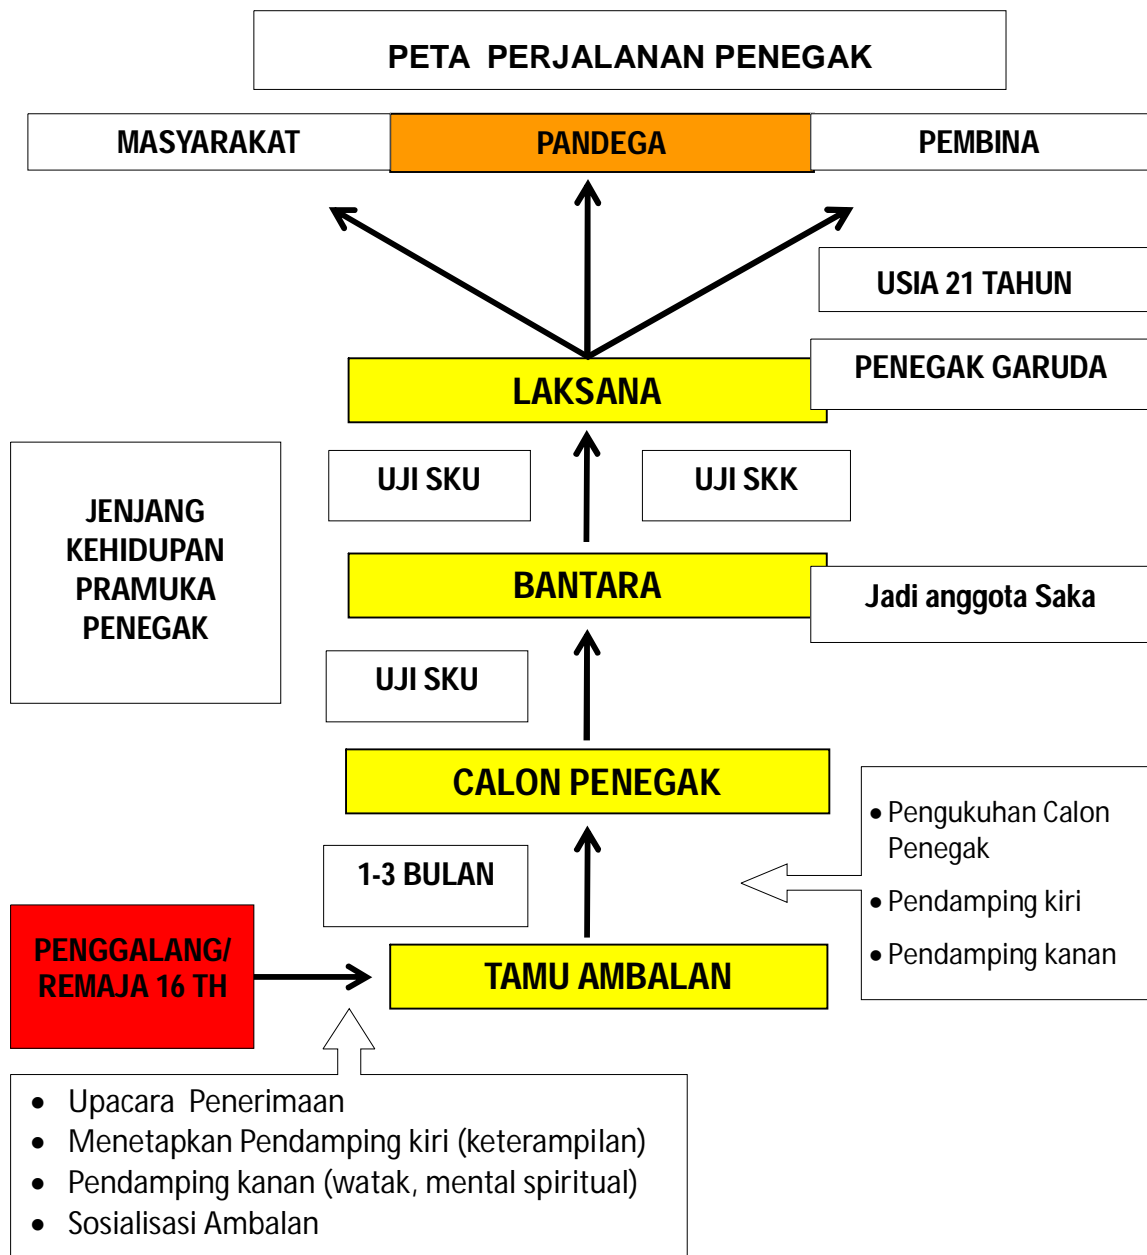 PETA PERJALANAN PENEGAK
MASYARAKAT
PANDEGA
PEMBINA
USIA 21 TAHUN
LAKSANA
PENEGAK GARUDA
UJI SKU
UJI SKK
JENJANG
KEHIDUPAN
PRAMUKA
PENEGAK
BANTARA
Jadi anggota Saka
UJI SKU
CALON PENEGAK
• Pengukuhan Calon
Penegak
• Pendamping kiri
• Pendamping kanan
1-3 BULAN
PENGGALANG/
REMAJA 16 TH
TAMU AMBALAN
• Upacara Penerimaan
• Menetapkan Pendamping kiri (keterampilan)
• Pendamping kanan (watak, mental spiritual)
• Sosialisasi Ambalan